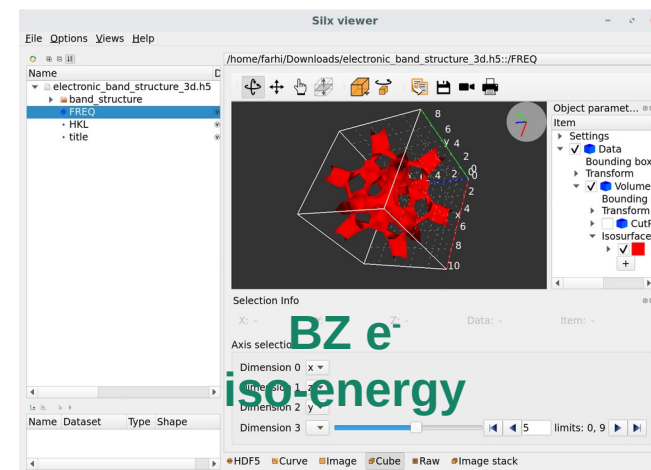 Silx viewer
File Options Views Help
/home/farhi/Downloads/electronic_band_structure_3d.h5::/FREQ
Name D
electronic_band_structure_3d.h5
band_structure
FREQ
HKL
title
8
6
y 4
2
0
4 2 0
2
x 4
6
8
10
Object paramet...
Item
Settings
Data
Bounding box
Transform
Volume
Bounding
Transform
CutP
Isosurface
+
Selection Info
X: - Z: - Data: - Item: -
BZ e-
Axis selection
Dimension 0 x
iso-energy
Dimension 1 z
Dimension 2 y
Dimension 3 5 limits: 0, 9
Name Dataset Type Shape
HDF5 Curve Image Cube Raw Image stack